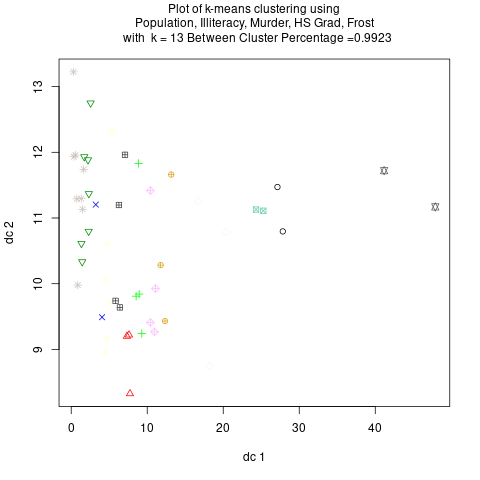 Plot of k-means clustering using
Population, Illiteracy, Murder, HS Grad, Frost
with k = 13 Between Cluster Percentage =0.9923
13
12
11
10
9
dc 2
0 10 20 30 40
dc 1